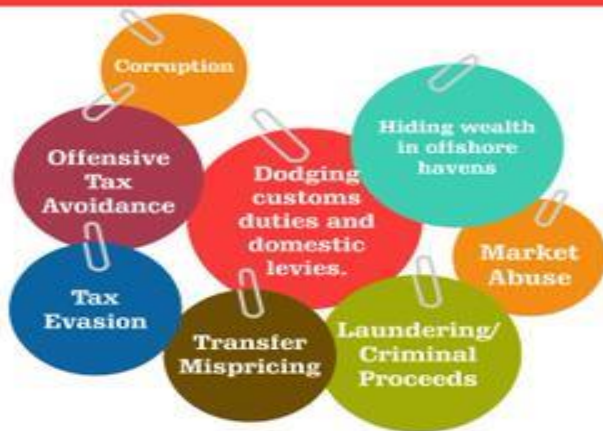 Corruption
Hiding wealth
in offshore
havens
Offensive
Tax
Avoidance
Dodging
customs
duties and
domestic
levies.
Market
Abuse
Tax
Evasion
Transfer
Mispricing
Laundering/
Criminal
Proceeds